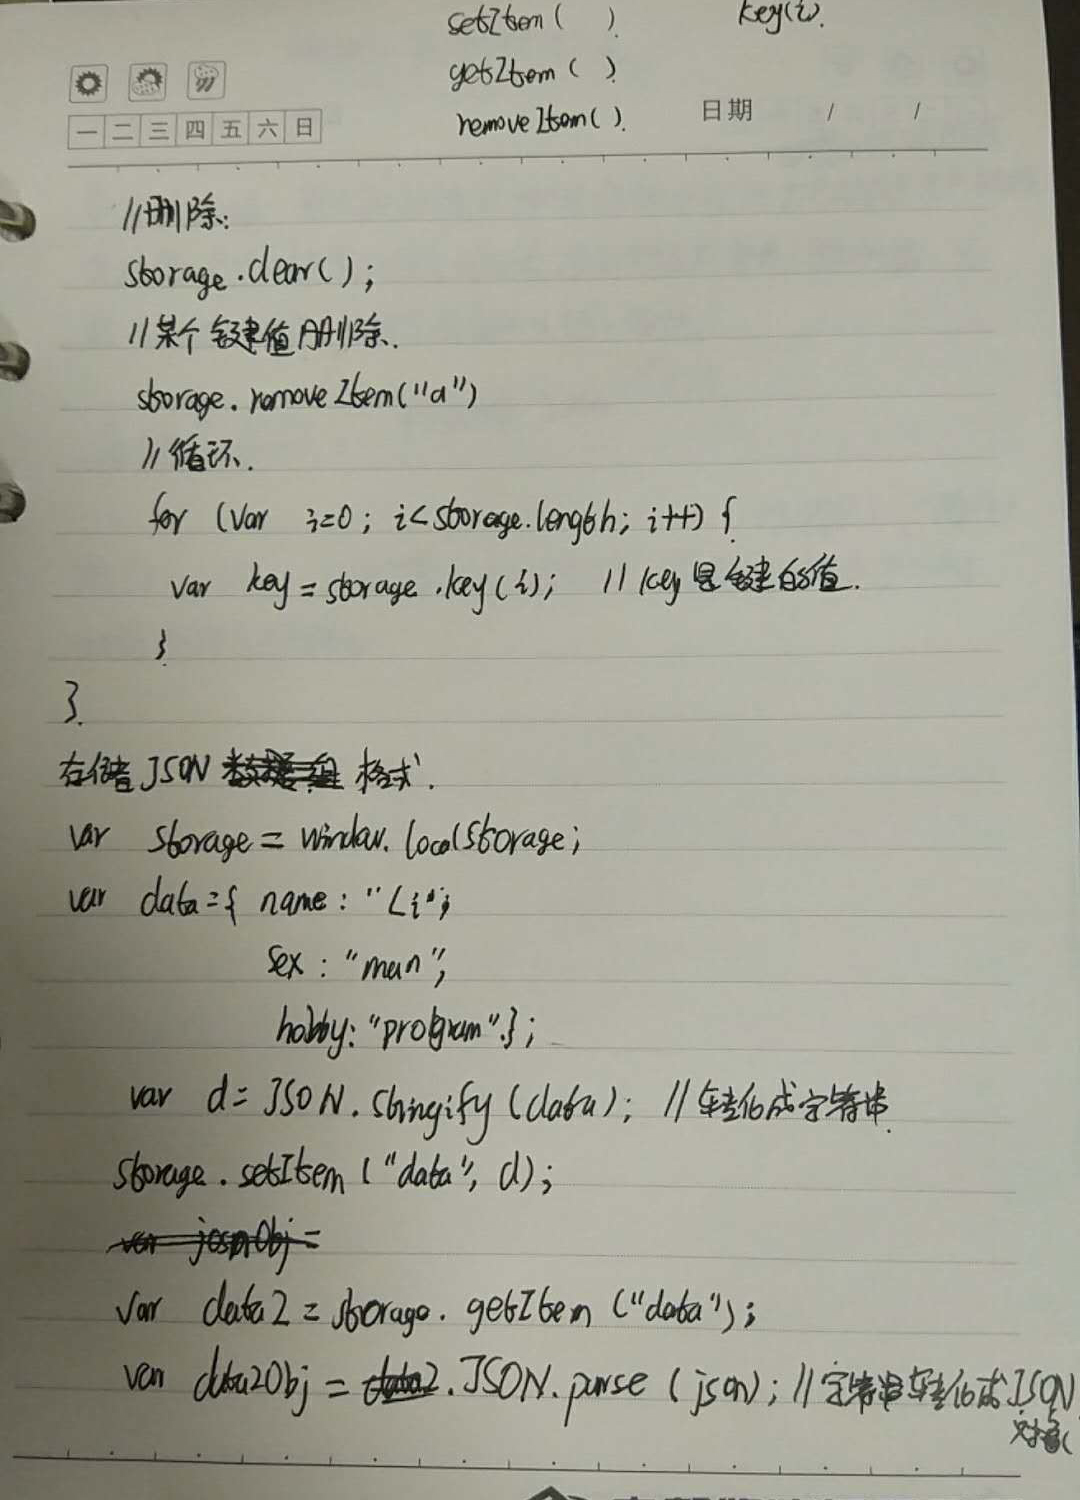 setItem ( ) key(i).
getItem ( )
removeItem( ).
一 二 三 四 五 六 日 日期 / /
//删除:
storage.clear( );
//某个键值删除.
storage. removeItem("a")
//循环.
for (var i=0; i<storage.length; i++) {
var key = storage .key(i); // key是键的值.
}
}.
存储 JSON 格式.
var storage = window. localStorage;
var data={ name: "Li",
sex : "man",
hobby: "program".};
var d= JSON. Stringify (data); //转化成字符串.
storage. setItem ("data", d);
var josnObj =
var data2 = storage. getItem ("data");
var data2Obj = data2. JSON. parse (json); //字符串转化成JSON
对象(